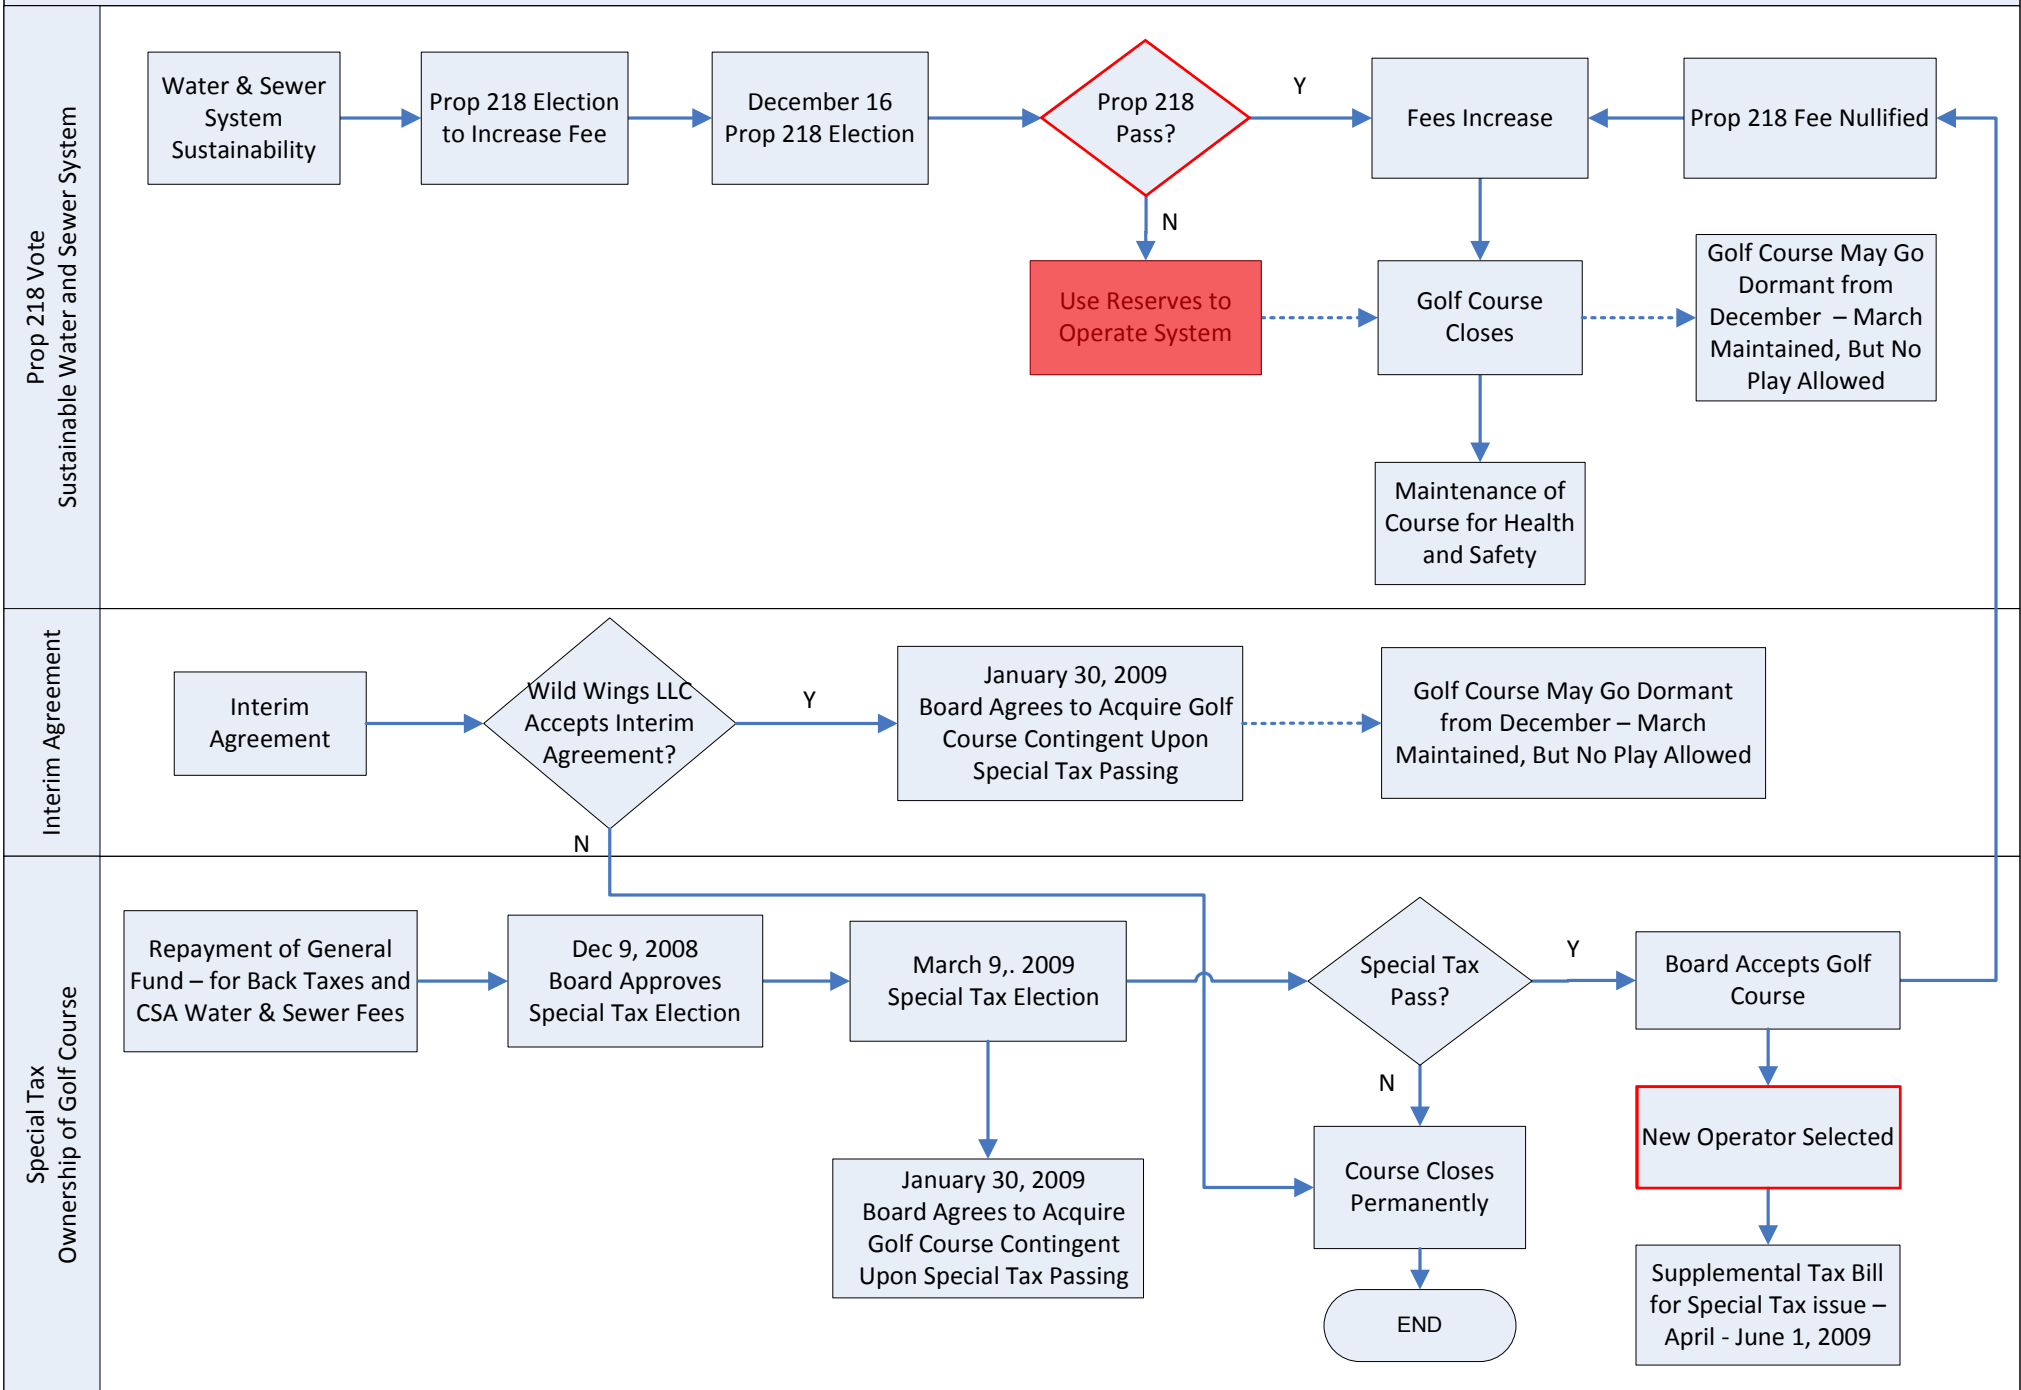 Prop 218 Vote
Sustainable Water and Sewer System
Water & Sewer
System
Sustainability
Prop 218 Election
to Increase Fee
December 16
Prop 218 Election
Prop 218
Pass?
Y
N
Fees Increase
Prop 218 Fee Nullified
Use Reserves to
Operate System
Golf Course
Closes
Golf Course May Go
Dormant from
December – March
Maintained, But No
Play Allowed
Maintenance of
Course for Health
and Safety
Interim Agreement
Interim
Agreement
Wild Wings LLC
Accepts Interim
Agreement?
Y
N
January 30, 2009
Board Agrees to Acquire Golf
Course Contingent Upon
Special Tax Passing
Golf Course May Go Dormant
from December – March
Maintained, But No Play Allowed
Special Tax
Ownership of Golf Course
Repayment of General
Fund – for Back Taxes and
CSA Water & Sewer Fees
Dec 9, 2008
Board Approves
Special Tax Election
March 9,. 2009
Special Tax Election
January 30, 2009
Board Agrees to Acquire
Golf Course Contingent
Upon Special Tax Passing
Special Tax
Pass?
Y
N
Board Accepts Golf
Course
New Operator Selected
Course Closes
Permanently
Supplemental Tax Bill
for Special Tax issue –
April - June 1, 2009
END